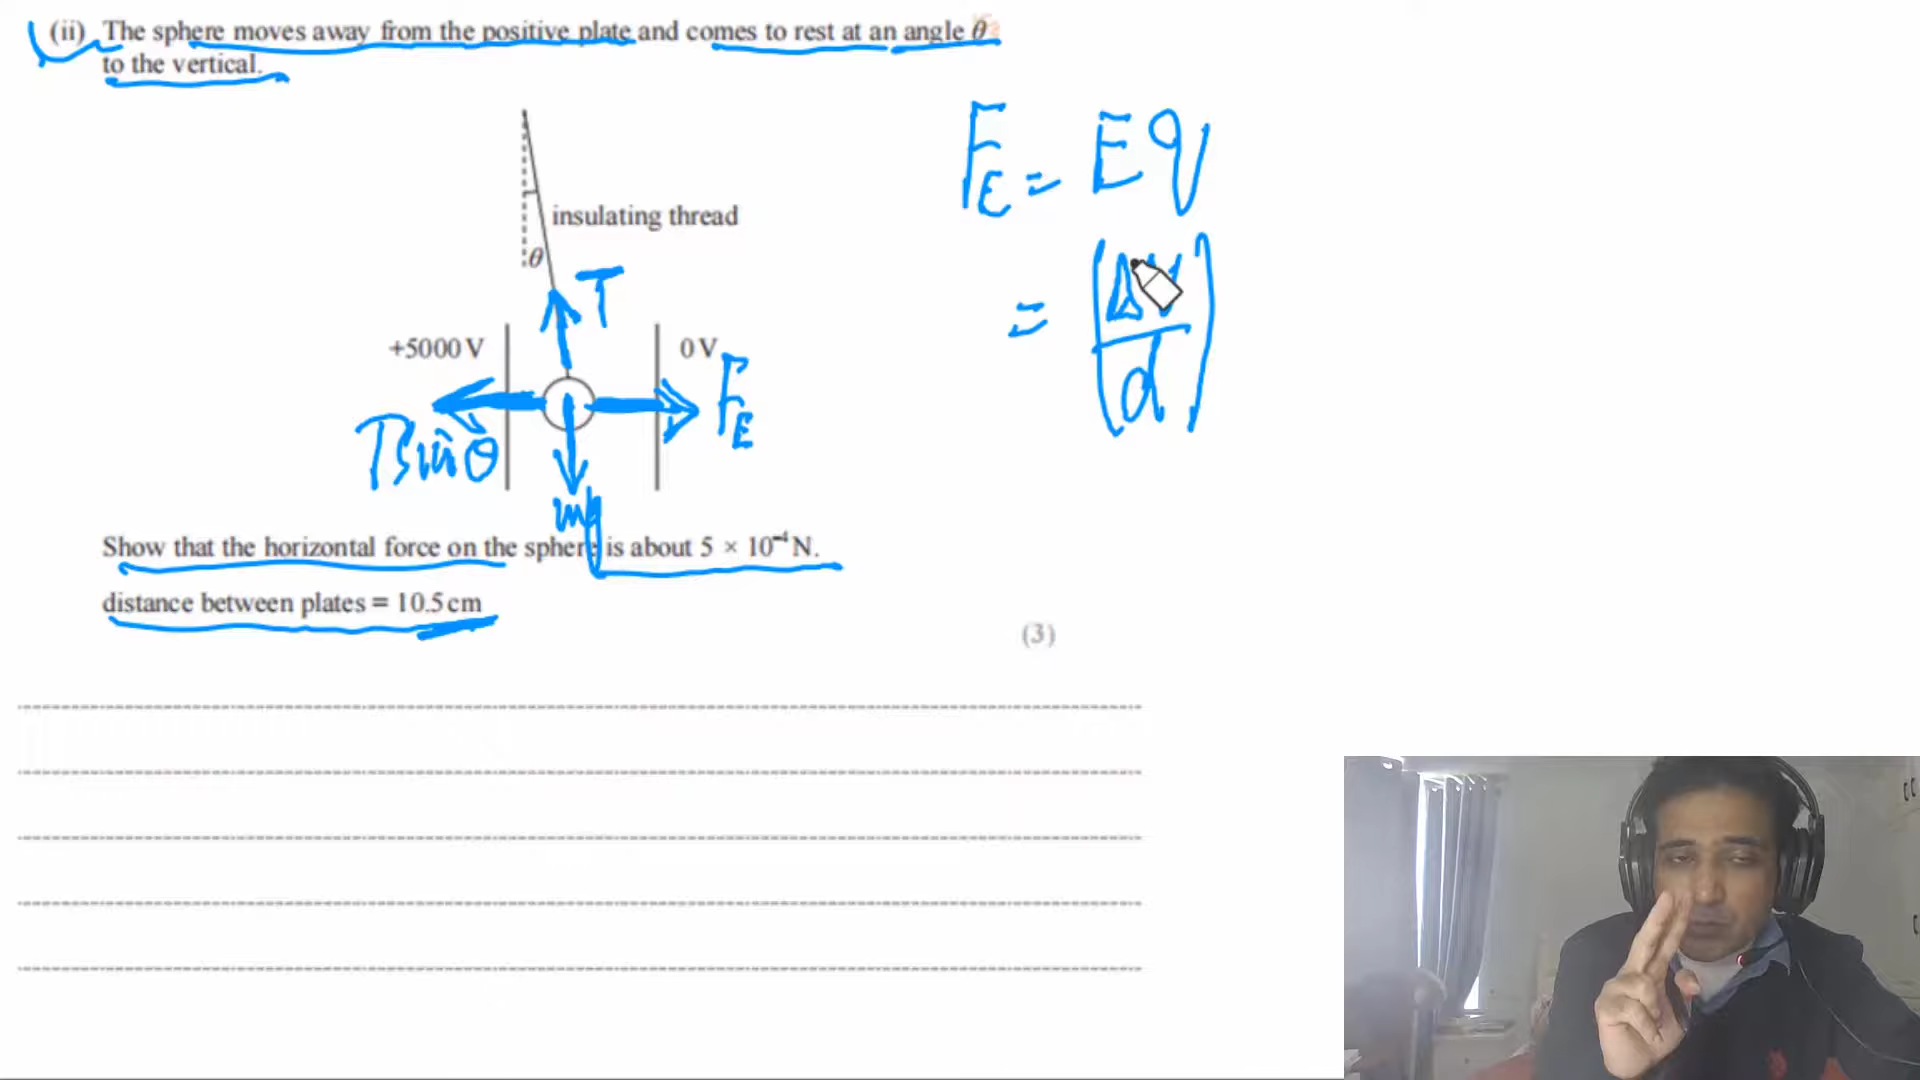 (ii) The sphere moves away from the positive plate and comes to rest at an angle θ
to the vertical.
F_E = Eq
insulating thread
θ
T
= (ΔV/d)
+5000 V
0 V
F_E
T sin θ
mg
Show that the horizontal force on the sphere is about 5 × 10⁻⁴ N.
distance between plates = 10.5 cm
(3)